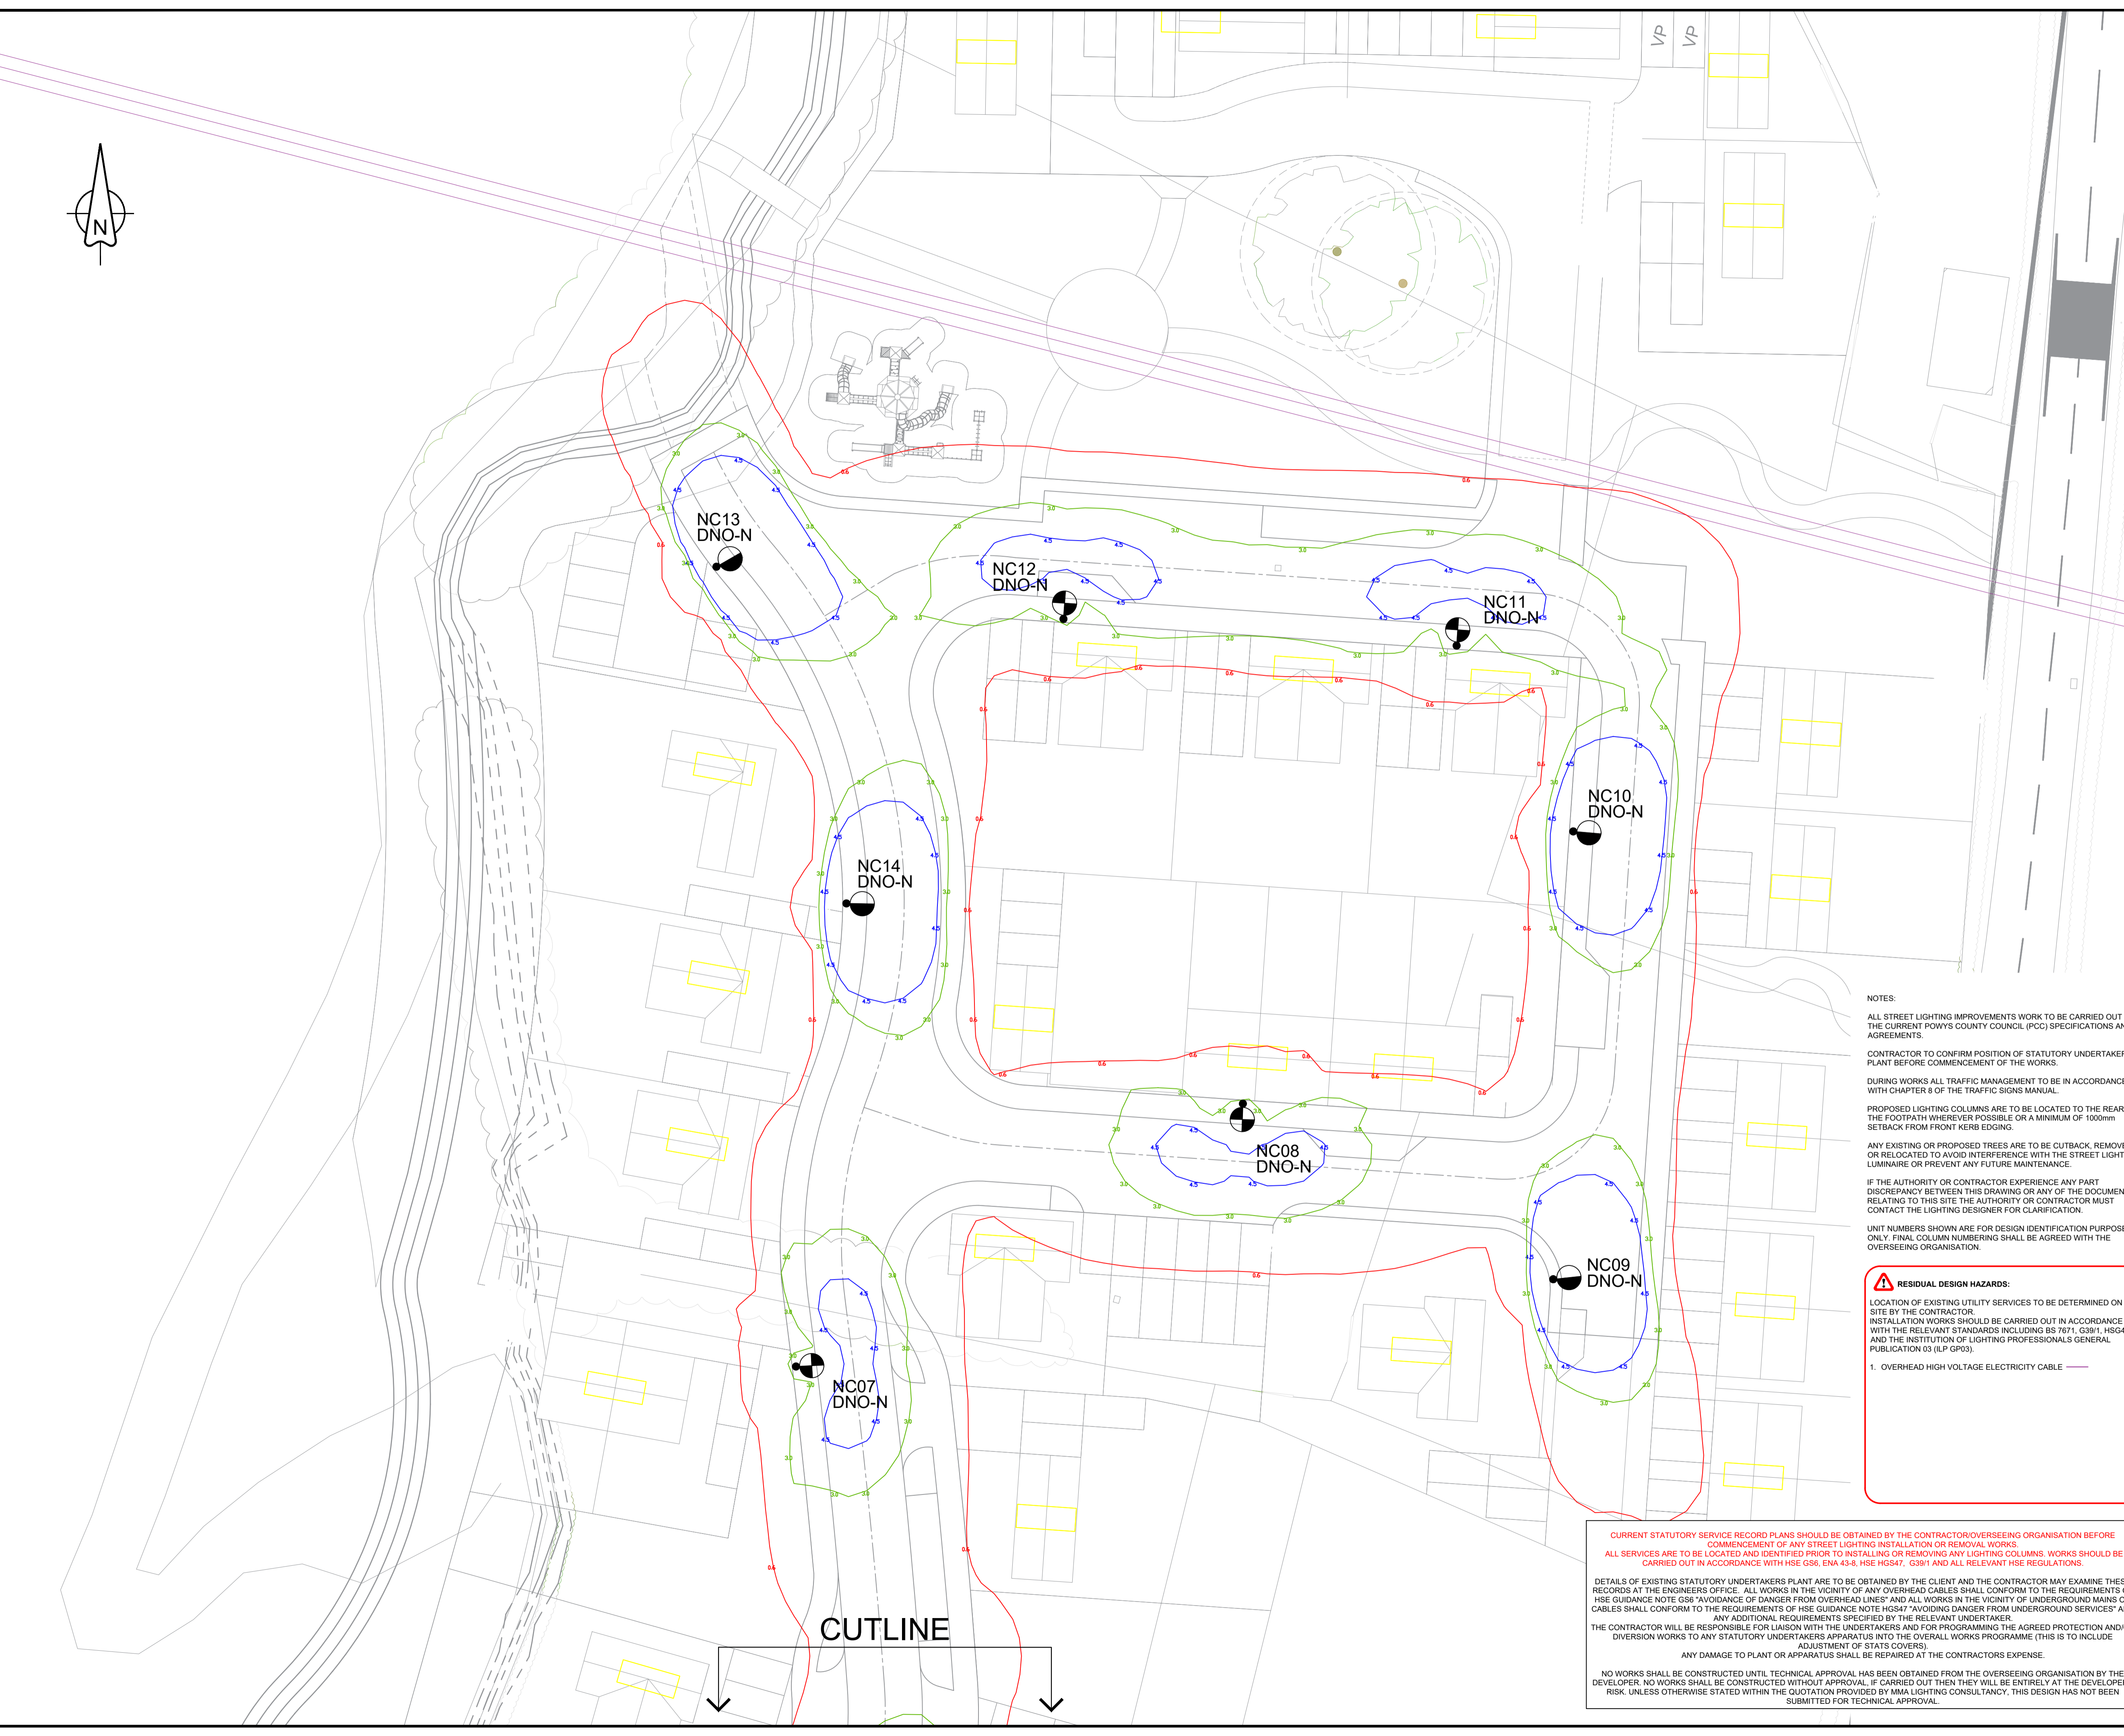 VP
VP
N
NC13
DNO-N
NC12
DNO-N
NC11
DNO-N
NC10
DNO-N
NC14
DNO-N
NC08
DNO-N
NC09
DNO-N
NC07
DNO-N
CUTLINE
NOTES:
ALL STREET LIGHTING IMPROVEMENTS WORK TO BE CARRIED OUT
THE CURRENT POWYS COUNTY COUNCIL (PCC) SPECIFICATIONS
AGREEMENTS.
CONTRACTOR TO CONFIRM POSITION OF STATUTORY
PLANT BEFORE COMMENCEMENT OF THE WORKS.
DURING WORKS ALL TRAFFIC MANAGEMENT TO BE IN ACCORDANCE
WITH CHAPTER 8 OF THE TRAFFIC SIGNS MANUAL.
PROPOSED LIGHTING COLUMNS ARE TO BE LOCATED TO THE REAR
THE FOOTPATH WHEREVER POSSIBLE OR A MINIMUM OF 1000mm
SETBACK FROM FRONT KERB EDGING.
ANY EXISTING OR PROPOSED TREES ARE TO BE CUTBACK,
OR RELOCATED TO AVOID INTERFERENCE WITH THE STREET LIGHT
LUMINAIRE OR PREVENT ANY FUTURE MAINTENANCE.
IF THE AUTHORITY OR CONTRACTOR EXPERIENCE ANY PART
DISCREPANCY BETWEEN THIS DRAWING OR ANY OF THE
RELATING TO THIS SITE THE AUTHORITY OR CONTRACTOR MUST
CONTACT THE LIGHTING DESIGNER FOR CLARIFICATION.
UNIT NUMBERS SHOWN ARE FOR DESIGN IDENTIFICATION
ONLY. FINAL COLUMN NUMBERING SHALL BE AGREED WITH THE
OVERSEEING ORGANISATION.
RESIDUAL DESIGN HAZARDS:
LOCATION OF EXISTING UTILITY SERVICES TO BE DETERMINED ON
SITE BY THE CONTRACTOR.
INSTALLATION WORKS SHOULD BE CARRIED OUT IN ACCORDANCE
WITH THE RELEVANT STANDARDS INCLUDING BS 7671, G39/1,
AND THE INSTITUTION OF LIGHTING PROFESSIONALS GENERAL
PUBLICATION 03 (ILP GP03).
1. OVERHEAD HIGH VOLTAGE ELECTRICITY CABLE
CURRENT STATUTORY SERVICE RECORD PLANS SHOULD BE OBTAINED BY THE CONTRACTOR/OVERSEEING ORGANISATION BEFORE
COMMENCEMENT OF ANY STREET LIGHTING INSTALLATION OR REMOVAL WORKS.
ALL SERVICES ARE TO BE LOCATED AND IDENTIFIED PRIOR TO INSTALLING OR REMOVING ANY LIGHTING COLUMNS. WORKS SHOULD BE
CARRIED OUT IN ACCORDANCE WITH HSE GS6, ENA 43-8, HSE HGS47, G39/1 AND ALL RELEVANT HSE REGULATIONS.
DETAILS OF EXISTING STATUTORY UNDERTAKERS PLANT ARE TO BE OBTAINED BY THE CLIENT AND THE CONTRACTOR MAY EXAMINE
RECORDS AT THE ENGINEERS OFFICE. ALL WORKS IN THE VICINITY OF ANY OVERHEAD CABLES SHALL CONFORM TO THE REQUIREMENTS
HSE GUIDANCE NOTE GS6 "AVOIDANCE OF DANGER FROM OVERHEAD LINES" AND ALL WORKS IN THE VICINITY OF UNDERGROUND MAINS
CABLES SHALL CONFORM TO THE REQUIREMENTS OF HSE GUIDANCE NOTE HGS47 "AVOIDING DANGER FROM UNDERGROUND SERVICES"
ANY ADDITIONAL REQUIREMENTS SPECIFIED BY THE RELEVANT UNDERTAKER.
THE CONTRACTOR WILL BE RESPONSIBLE FOR LIAISON WITH THE UNDERTAKERS AND FOR PROGRAMMING THE AGREED PROTECTION
DIVERSION WORKS TO ANY STATUTORY UNDERTAKERS APPARATUS INTO THE OVERALL WORKS PROGRAMME (THIS IS TO INCLUDE
ADJUSTMENT OF STATS COVERS).
ANY DAMAGE TO PLANT OR APPARATUS SHALL BE REPAIRED AT THE CONTRACTORS EXPENSE.
NO WORKS SHALL BE CONSTRUCTED UNTIL TECHNICAL APPROVAL HAS BEEN OBTAINED FROM THE OVERSEEING ORGANISATION BY THE
DEVELOPER. NO WORKS SHALL BE CONSTRUCTED WITHOUT APPROVAL, IF CARRIED OUT THEN THEY WILL BE ENTIRELY AT THE
RISK. UNLESS OTHERWISE STATED WITHIN THE QUOTATION PROVIDED BY MMA LIGHTING CONSULTANCY, THIS DESIGN HAS NOT BEEN
SUBMITTED FOR TECHNICAL APPROVAL.